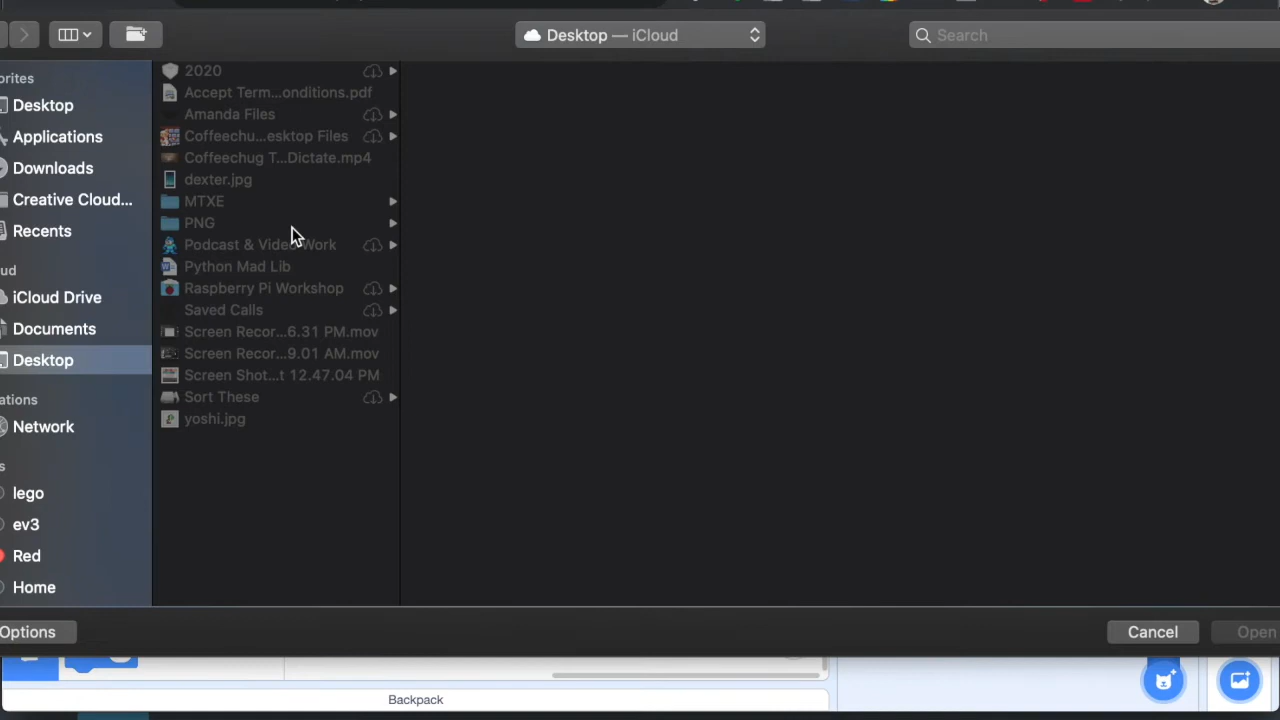 Desktop — iCloud
Search
orites
Desktop
Applications
Downloads
Creative Cloud...
Recents
ud
iCloud Drive
Documents
Desktop
ations
Network
s
lego
ev3
Red
Home
2020
Accept Term...onditions.pdf
Amanda Files
Coffeechu...esktop Files
Coffeechug T...Dictate.mp4
dexter.jpg
MTXE
PNG
Podcast & Video Work
Python Mad Lib
Raspberry Pi Workshop
Saved Calls
Screen Recor...6.31 PM.mov
Screen Recor...9.01 AM.mov
Screen Shot...t 12.47.04 PM
Sort These
yoshi.jpg
Options
Cancel
Open
Backpack